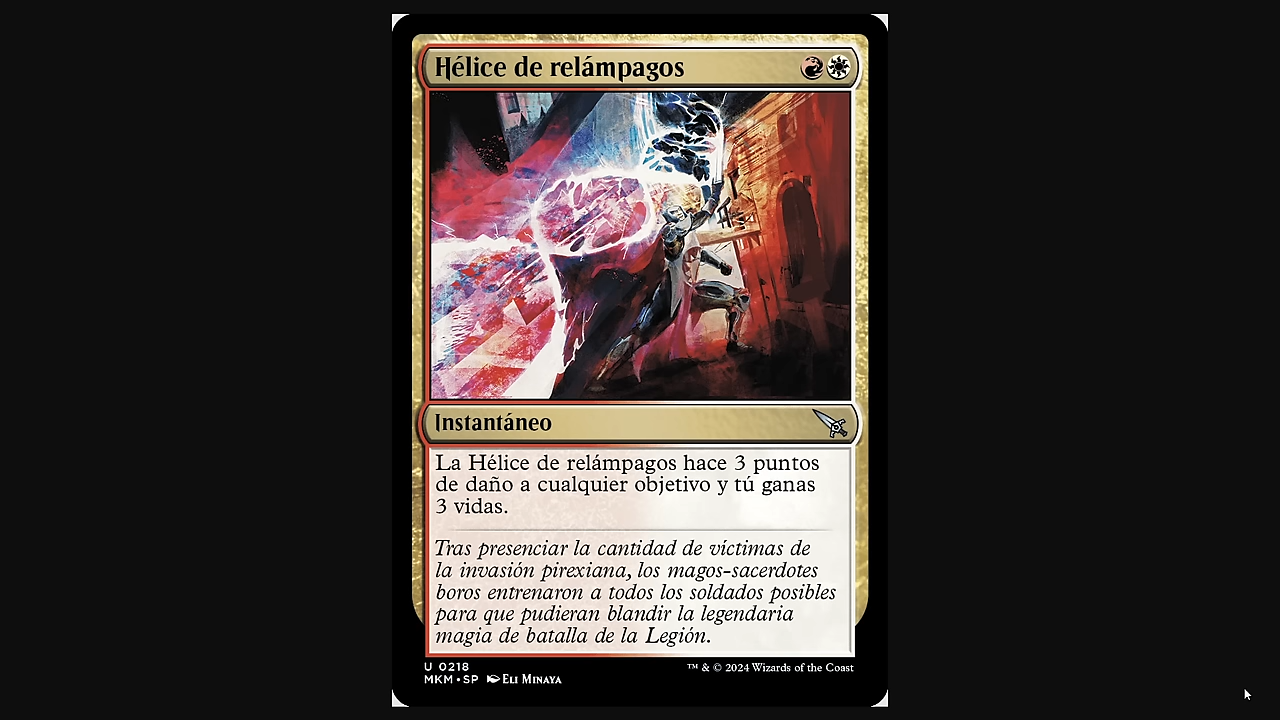 Hélice de relámpagos
Instantáneo
La Hélice de relámpagos hace 3 puntos
de daño a cualquier objetivo y tú ganas
3 vidas.
Tras presenciar la cantidad de víctimas de
la invasión pirexiana, los magos-sacerdotes
boros entrenaron a todos los soldados posibles
para que pudieran blandir la legendaria
magia de batalla de la Legión.
U 0218
MKM • SP Eli Minaya
™ & © 2024 Wizards of the Coast